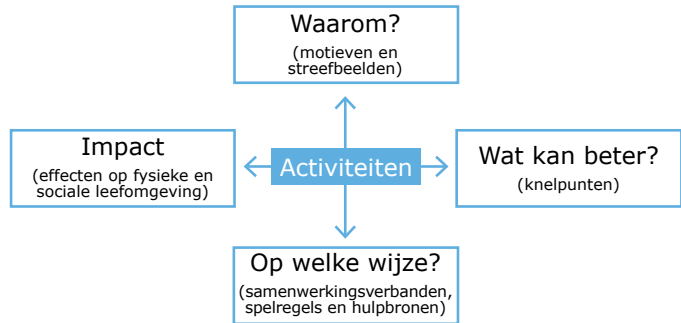 Waarom?
(motieven en
streefbeelden)
Impact
(effecten op fysieke en
sociale leefomgeving)
Activiteiten
Wat kan beter?
(knelpunten)
Op welke wijze?
(samenwerkingsverbanden,
spelregels en hulpbronen)